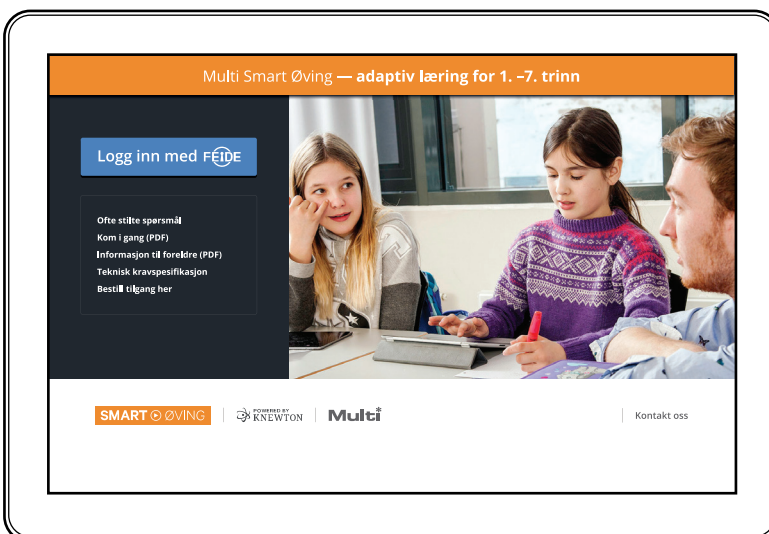 Multi Smart Øving — adaptiv læring for 1. –7. trinn
Logg inn med FEIDE
Ofte stilte spørsmål
Kom i gang (PDF)
Informasjon til foreldre (PDF)
Teknisk kravspesifikasjon
Bestill tilgang her
SMART ØVING
POWERED BY
KNEWTON
Multi
Kontakt oss